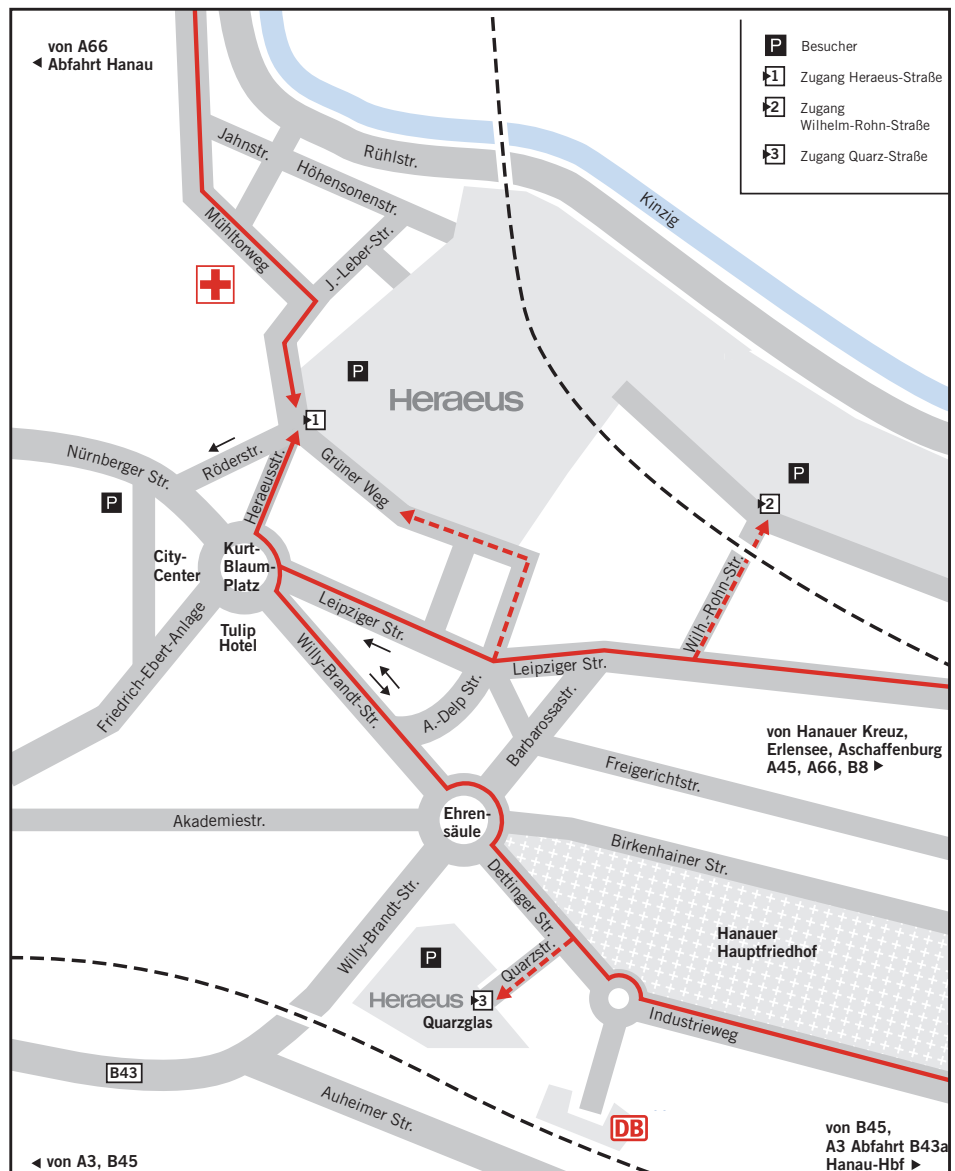 von A66
Abfahrt Hanau
P Besucher
1 Zugang Heraeus-Straße
2 Zugang
Wilhelm-Rohn-Straße
3 Zugang Quarz-Straße
Jahnstr.
Rühlstr.
Höhensonenstr.
Kinzig
Mühltorweg
J.-Leber-Str.
P
Heraeus
1
Nürnberger Str.
Röderstr.
Grüner Weg
P
2
P
Heraeusstr.
City-
Center
Kurt-
Blaum-
Platz
Tulip
Hotel
Leipziger Str.
Wilh.-Rohn-Str.
Leipziger Str.
Friedrich-Ebert-Anlage
Willy-Brandt-Str.
A.-Delp Str.
Barbarossastr.
von Hanauer Kreuz,
Erlensee, Aschaffenburg
A45, A66, B8
Freigerichtstr.
Akademiestr.
Ehren-
säule
Birkenhainer Str.
Dettinger Str.
Willy-Brandt-Str.
Hanauer
Hauptfriedhof
P
Quarzstr.
Heraeus
3
Quarzglas
Industrieweg
B43
Auheimer Str.
DB
von B45,
A3 Abfahrt B43a
Hanau-Hbf
von A3, B45